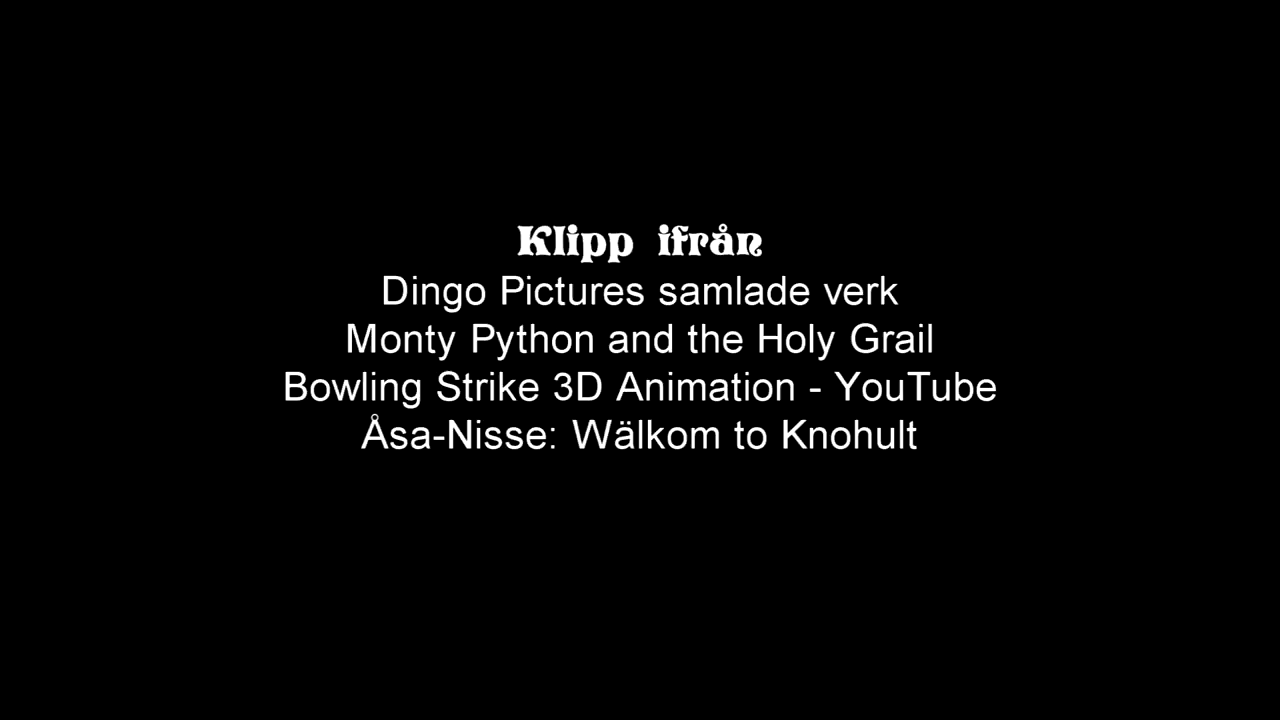 Klipp ifrån
Dingo Pictures samlade verk
Monty Python and the Holy Grail
Bowling Strike 3D Animation - YouTube
Åsa-Nisse: Wälkom to Knohult